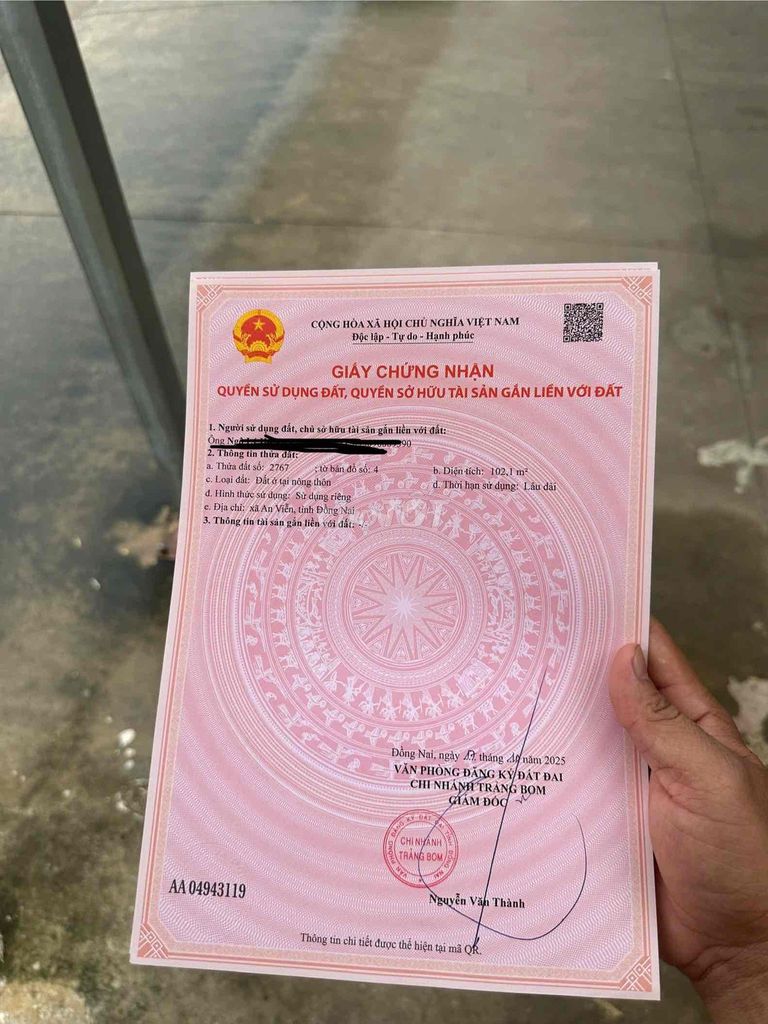 CỘNG HÒA XÃ HỘI CHỦ NGHĨA VIỆT NAM
Độc lập - Tự do - Hạnh phúc
GIẤY CHỨNG NHẬN
QUYỀN SỬ DỤNG ĐẤT, QUYỀN SỞ HỮU TÀI SẢN GẮN LIỀN VỚI ĐẤT
1. Người sử dụng đất, chủ sở hữu tài sản gắn liền với đất:
Ông
2. Thông tin thửa đất:
a. Thửa đất số: 2767 ; tờ bản đồ số: 4 b. Diện tích: 102,1 m²
c. Loại đất: Đất ở tại nông thôn d. Thời hạn sử dụng: Lâu dài
đ. Hình thức sử dụng: Sử dụng riêng
e. Địa chỉ: xã An Viễn, tỉnh Đồng Nai
3. Thông tin tài sản gắn liền với đất: -/-
Đồng Nai, ngày tháng năm 2025
VĂN PHÒNG ĐĂNG KÝ ĐẤT ĐAI
CHI NHÁNH TRẢNG BOM
GIÁM ĐỐC
CHI NHÁNH
TRẢNG BOM
Nguyễn Văn Thành
AA 04943119
Thông tin chi tiết được thể hiện tại mã QR.